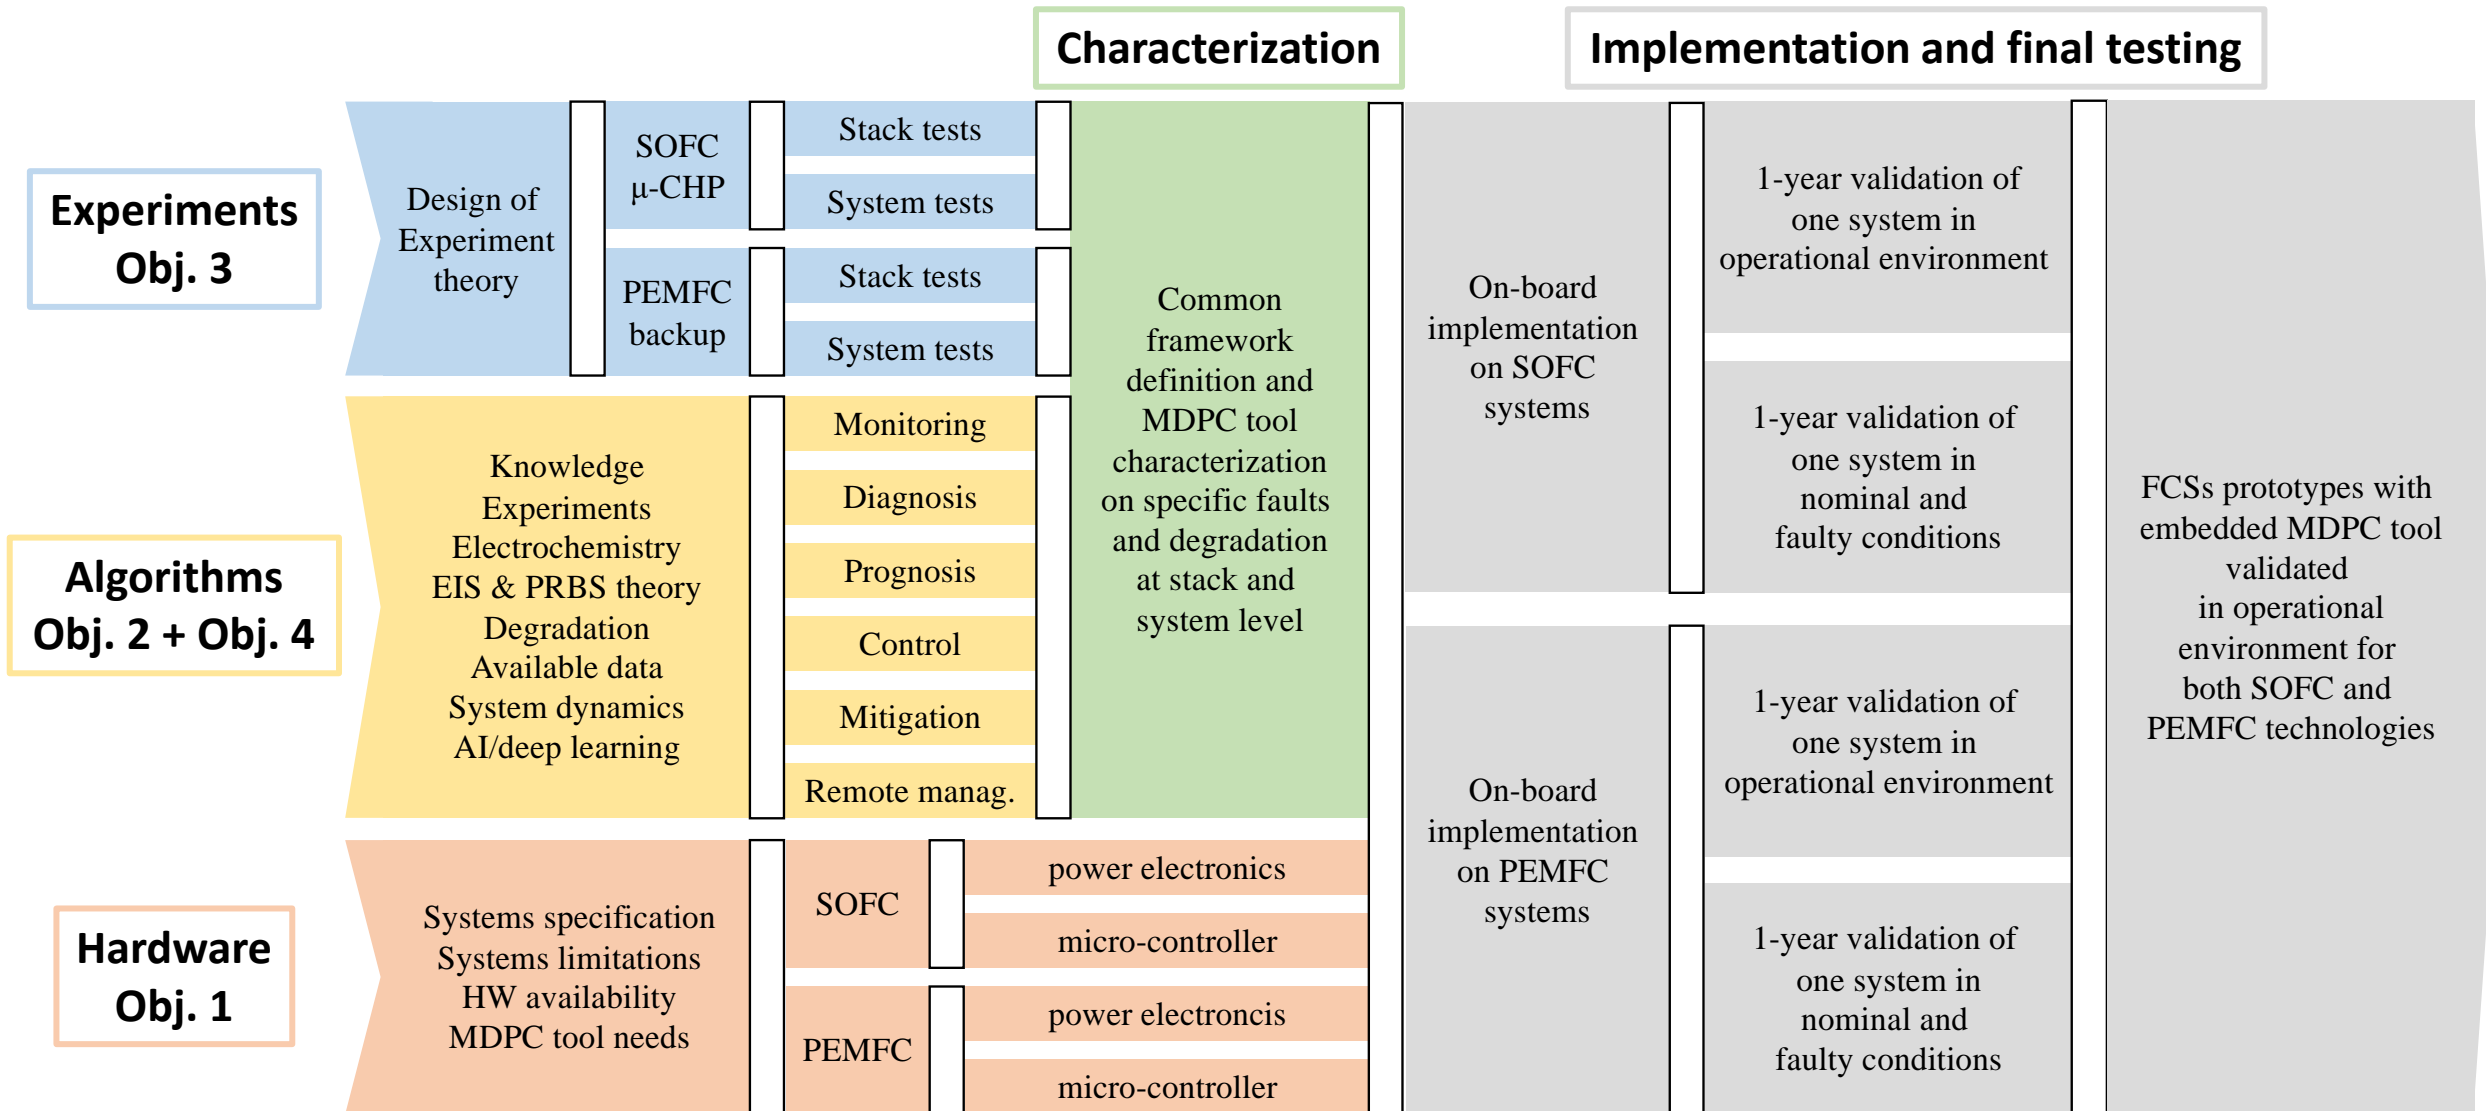 Characterization
Implementation and final testing
Experiments
Obj. 3
Design of
Experiment
theory
SOFC
μ-CHP
PEMFC
backup
Stack tests
System tests
Stack tests
System tests
Algorithms
Obj. 2 + Obj. 4
Knowledge
Experiments
Electrochemistry
EIS & PRBS theory
Degradation
Available data
System dynamics
AI/deep learning
Monitoring
Diagnosis
Prognosis
Control
Mitigation
Remote manag.
Hardware
Obj. 1
Systems specification
Systems limitations
HW availability
MDPC tool needs
SOFC
power electronics
micro-controller
PEMFC
power electroncis
micro-controller
Common
framework
definition and
MDPC tool
characterization
on specific faults
and degradation
at stack and
system level
On-board
implementation
on SOFC
systems
1-year validation of
one system in
operational environment
1-year validation of
one system in
nominal and
faulty conditions
On-board
implementation
on PEMFC
systems
1-year validation of
one system in
operational environment
1-year validation of
one system in
nominal and
faulty conditions
FCSs prototypes with
embedded MDPC tool
validated
in operational
environment for
both SOFC and
PEMFC technologies